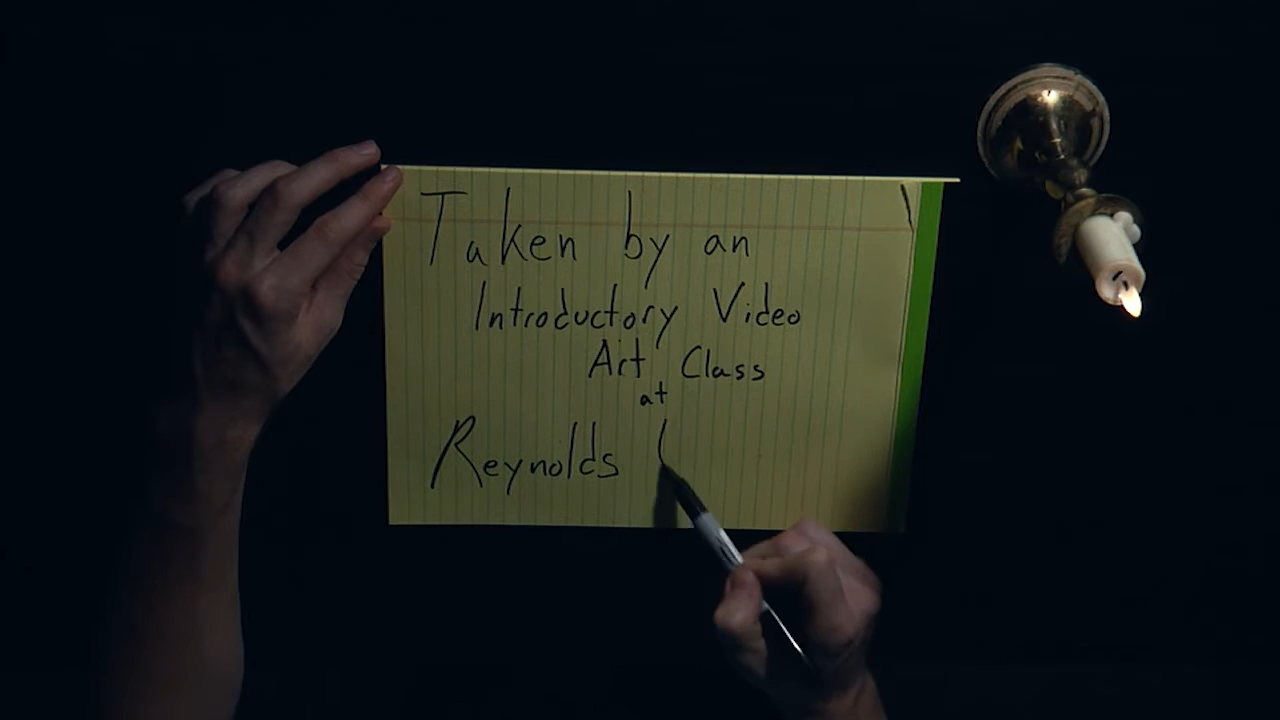 Taken by an
Introductory Video
Art Class
at
Reynolds